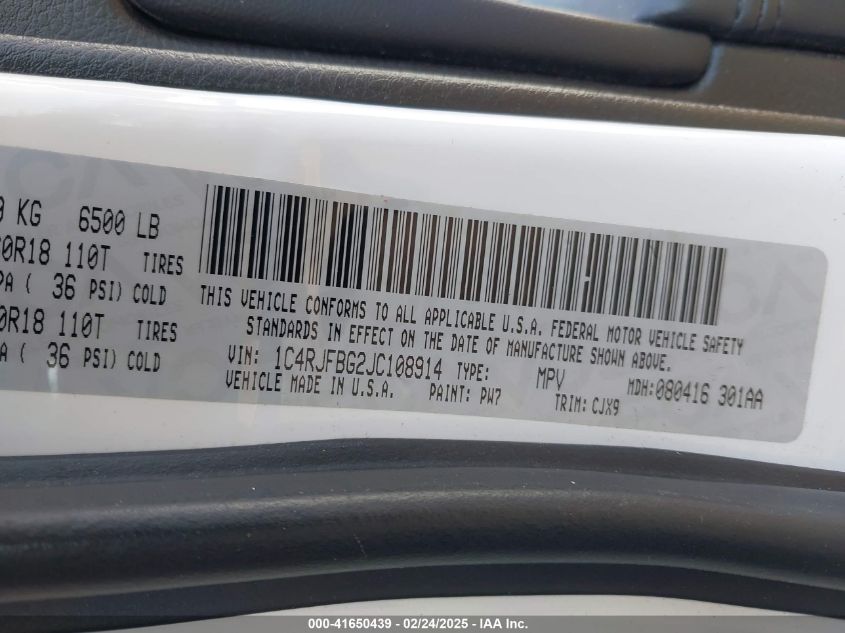 0 KG 6500 LB
0R18 110T TIRES
PA ( 36 PSI) COLD
0R18 110T TIRES
A ( 36 PSI) COLD
THIS VEHICLE CONFORMS TO ALL APPLICABLE U.S.A. FEDERAL MOTOR VEHICLE SAFETY
STANDARDS IN EFFECT ON THE DATE OF MANUFACTURE SHOWN ABOVE.
VIN: 1C4RJFBG2JC108914 TYPE: MPV MDH:080416 301AA
VEHICLE MADE IN U.S.A. PAINT: PW7 TRIM: CJX9
000-41650439 - 02/24/2025 - IAA Inc.